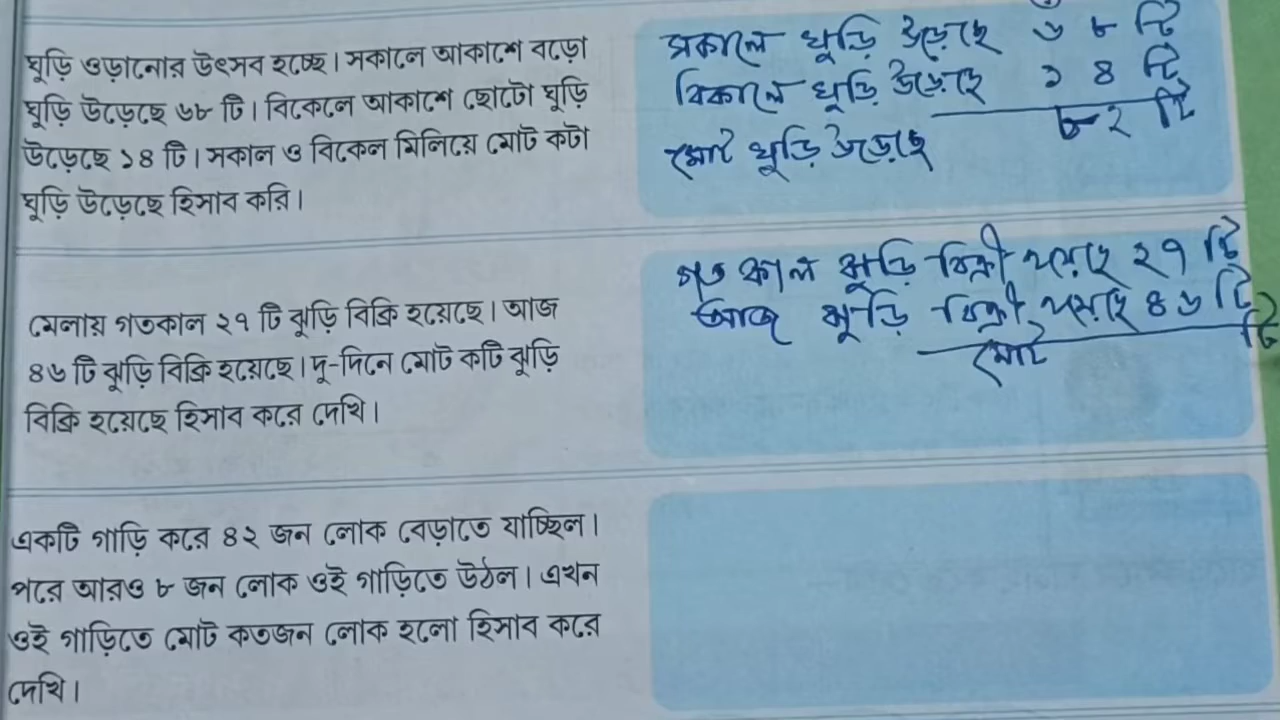 ঘুড়ি ওড়ানোর উৎসব হচ্ছে। সকালে আকাশে বড়ো
ঘুড়ি উড়েছে ৬৮ টি। বিকেলে আকাশে ছোটো ঘুড়ি
উড়েছে ১৪ টি। সকাল ও বিকেল মিলিয়ে মোট কটা
ঘুড়ি উড়েছে হিসাব করি।
সকালে ঘুড়ি উড়েছে ৬৮ টি
বিকালে ঘুড়ি উড়েছে ১৪ টি
মোট ঘুড়ি উড়েছে ৮২ টি
মেলায় গতকাল ২৭ টি ঝুড়ি বিক্রি হয়েছে। আজ
৪৬ টি ঝুড়ি বিক্রি হয়েছে। দু-দিনে মোট কটি ঝুড়ি
বিক্রি হয়েছে হিসাব করে দেখি।
গত কাল ঝুড়ি বিক্রী হয়েছে ২৭ টি
আজ ঝুড়ি বিক্রী হয়েছে ৪৬ টি
মোট টি
একটি গাড়ি করে ৪২ জন লোক বেড়াতে যাচ্ছিল।
পরে আরও ৮ জন লোক ওই গাড়িতে উঠল। এখন
ওই গাড়িতে মোট কতজন লোক হলো হিসাব করে
দেখি।